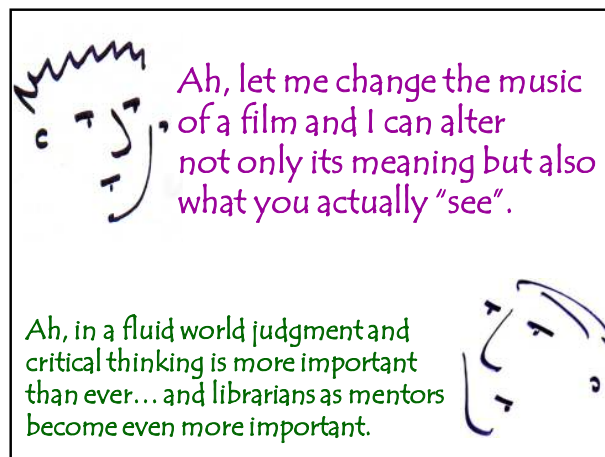 Ah, let me change the music
of a film and I can alter
not only its meaning but also
what you actually “see”.
Ah, in a fluid world judgment and
critical thinking is more important
than ever... and librarians as mentors
become even more important.